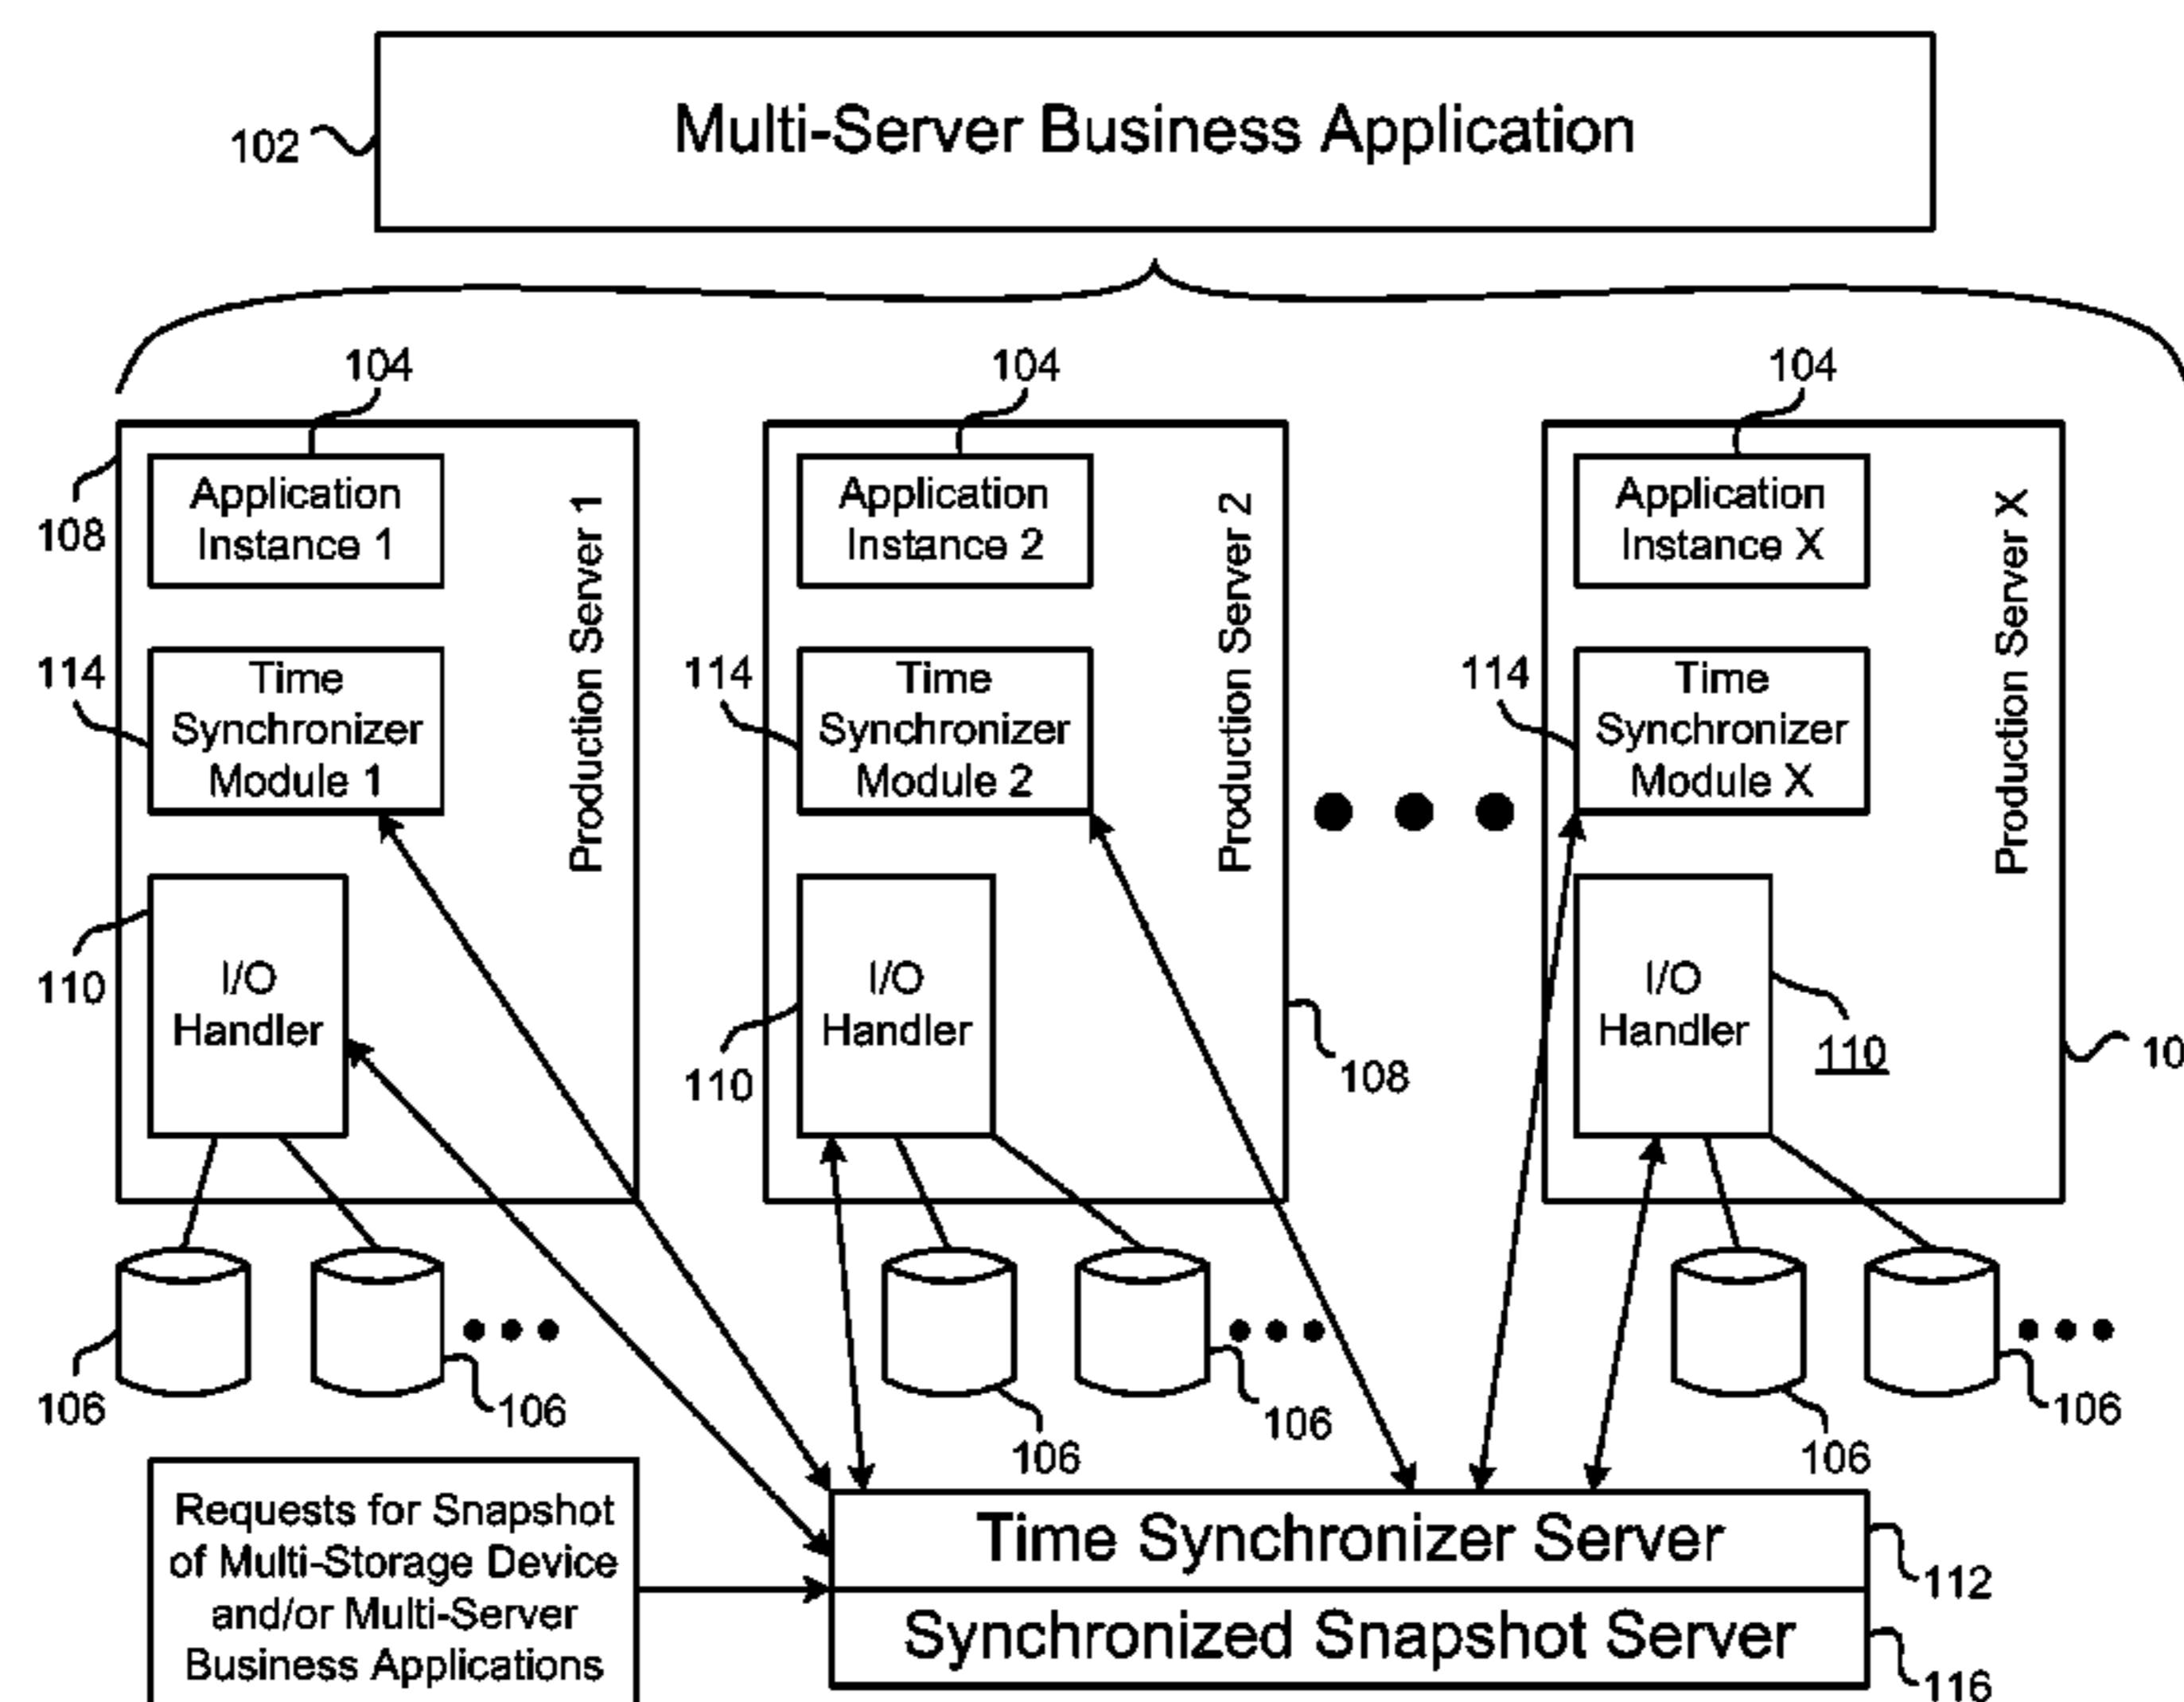 Multi-Server Business Application
102
104
104
104
108
Application
Instance 1
Production Server 1
Application
Instance 2
Production Server 2
Application
Instance X
Production Server X
114
Time
Synchronizer
Module 1
114
Time
Synchronizer
Module 2
114
Time
Synchronizer
Module X
110
I/O
Handler
110
I/O
Handler
108
I/O
Handler
110
10
106
106
106
106
106
106
Requests for Snapshot
of Multi-Storage Device
and/or Multi-Server
Business Applications
Time Synchronizer Server
112
Synchronized Snapshot Server
116